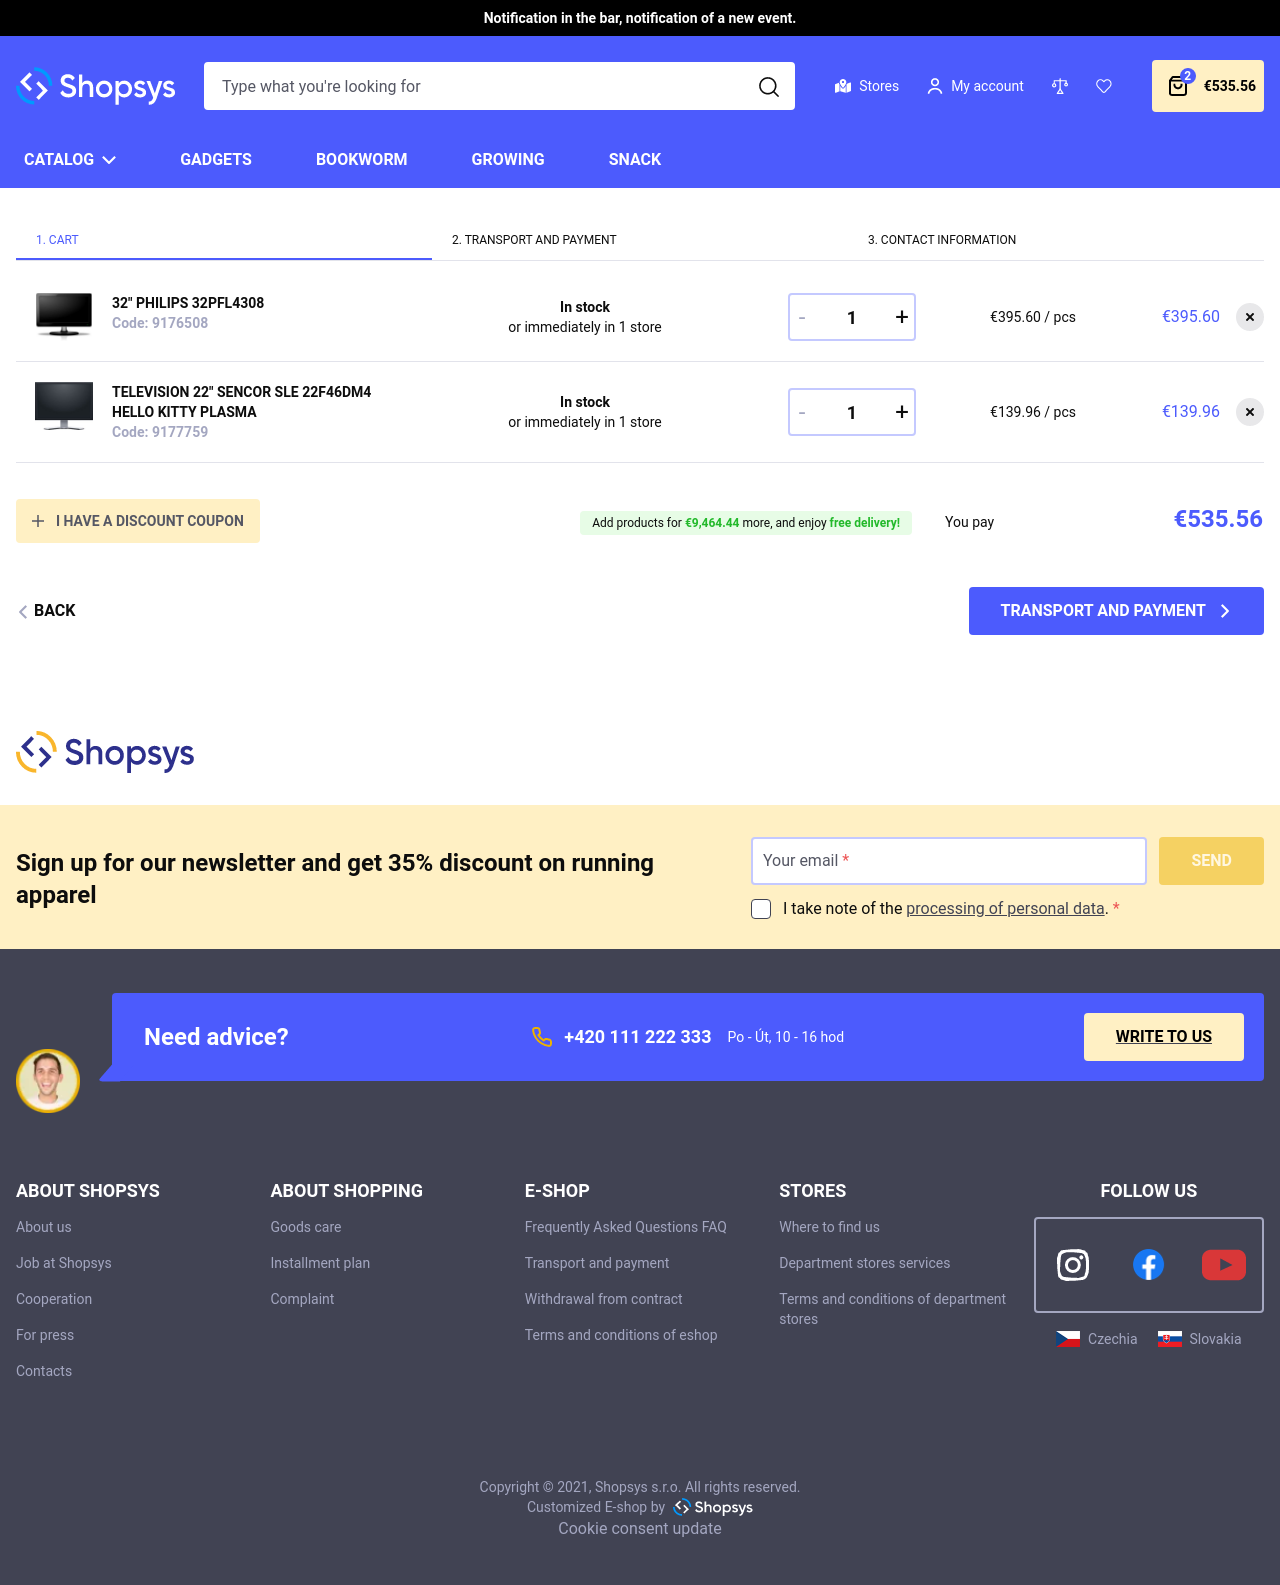 Notification in the bar, notification of a new event.
Shopsys
Type what you're looking for
Stores
My account
2
€535.56
CATALOG
GADGETS
BOOKWORM
GROWING
SNACK
1. CART
2. TRANSPORT AND PAYMENT
3. CONTACT INFORMATION
32" PHILIPS 32PFL4308
Code: 9176508
In stock
or immediately in 1 store
- 1 +
€395.60 / pcs
€395.60
TELEVISION 22" SENCOR SLE 22F46DM4
HELLO KITTY PLASMA
Code: 9177759
In stock
or immediately in 1 store
- 1 +
€139.96 / pcs
€139.96
I HAVE A DISCOUNT COUPON
Add products for €9,464.44 more, and enjoy free delivery!
You pay
€535.56
BACK
TRANSPORT AND PAYMENT
Shopsys
Sign up for our newsletter and get 35% discount on running
apparel
Your email *
SEND
I take note of the processing of personal data. *
Need advice?
+420 111 222 333
Po - Út, 10 - 16 hod
WRITE TO US
ABOUT SHOPSYS
About us
Job at Shopsys
Cooperation
For press
Contacts
ABOUT SHOPPING
Goods care
Installment plan
Complaint
E-SHOP
Frequently Asked Questions FAQ
Transport and payment
Withdrawal from contract
Terms and conditions of eshop
STORES
Where to find us
Department stores services
Terms and conditions of department
stores
FOLLOW US
Czechia
Slovakia
Copyright © 2021, Shopsys s.r.o. All rights reserved.
Customized E-shop by Shopsys
Cookie consent update